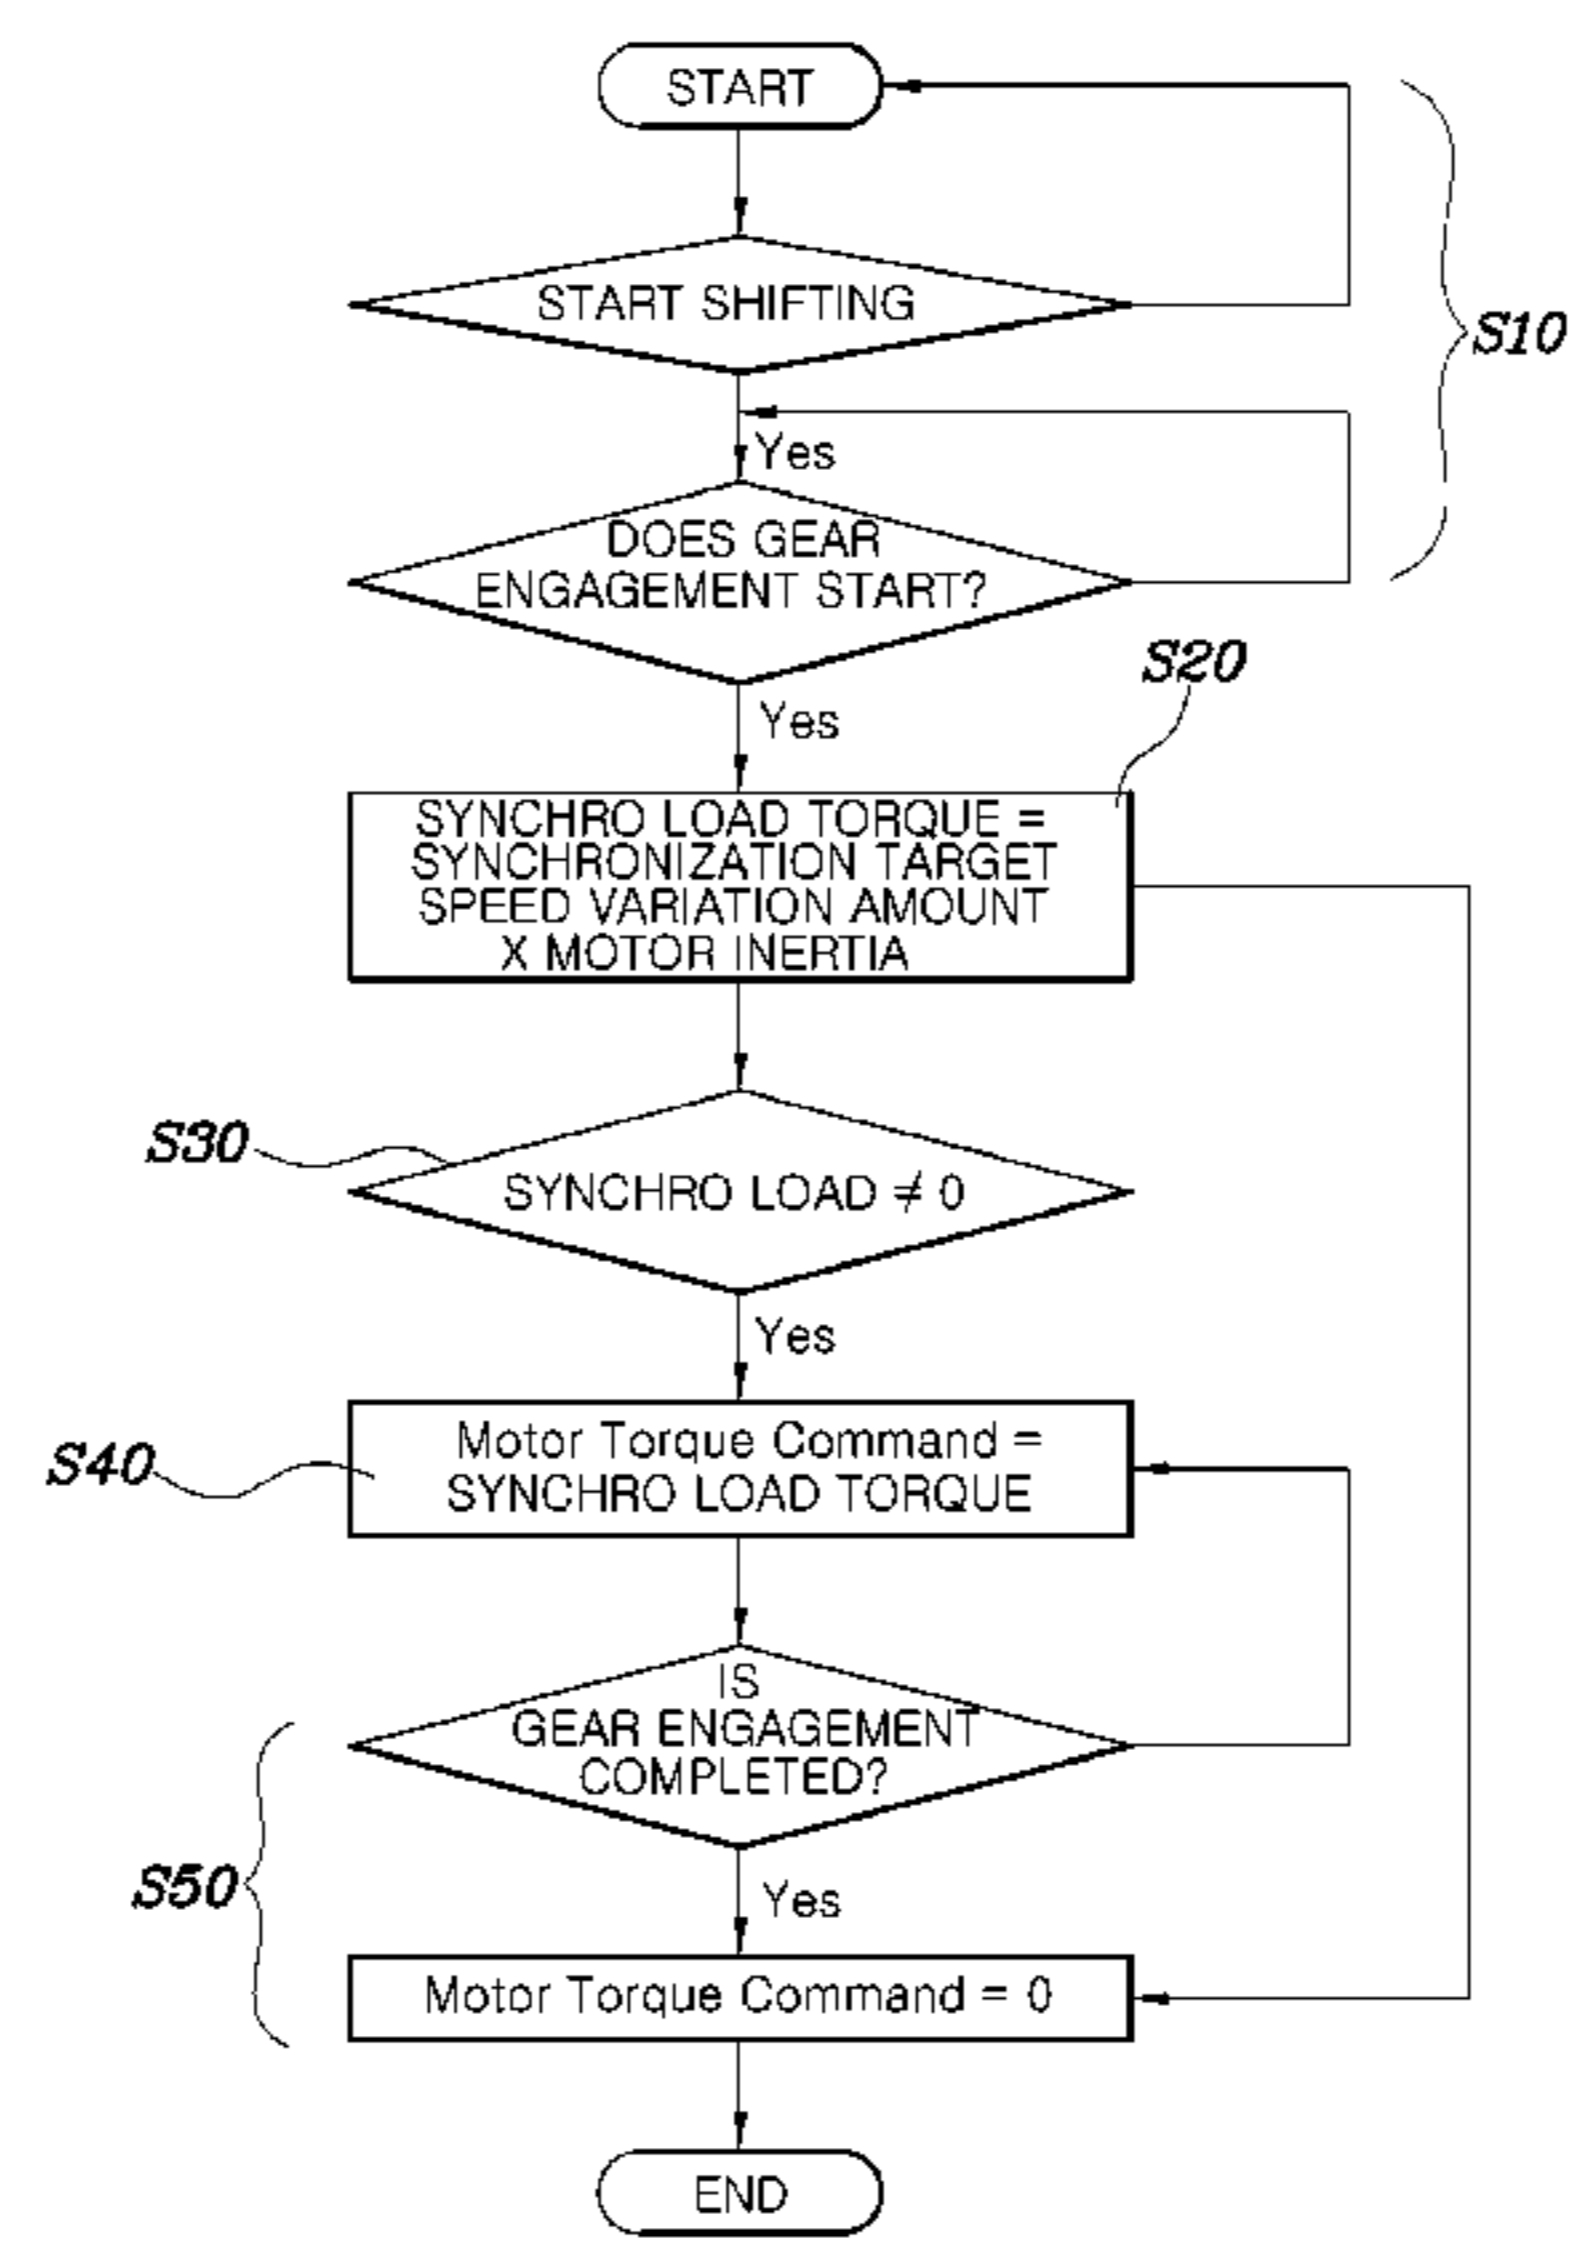 START
START SHIFTING
S10
Yes
DOES GEAR
ENGAGEMENT START?
S20
Yes
SYNCHRO LOAD TORQUE =
SYNCHRONIZATION TARGET
SPEED VARIATION AMOUNT
X MOTOR INERTIA
S30
SYNCHRO LOAD ≠ 0
Yes
Motor Torque Command =
SYNCHRO LOAD TORQUE
S40
IS
GEAR ENGAGEMENT
COMPLETED?
S50
Yes
Motor Torque Command = 0
END